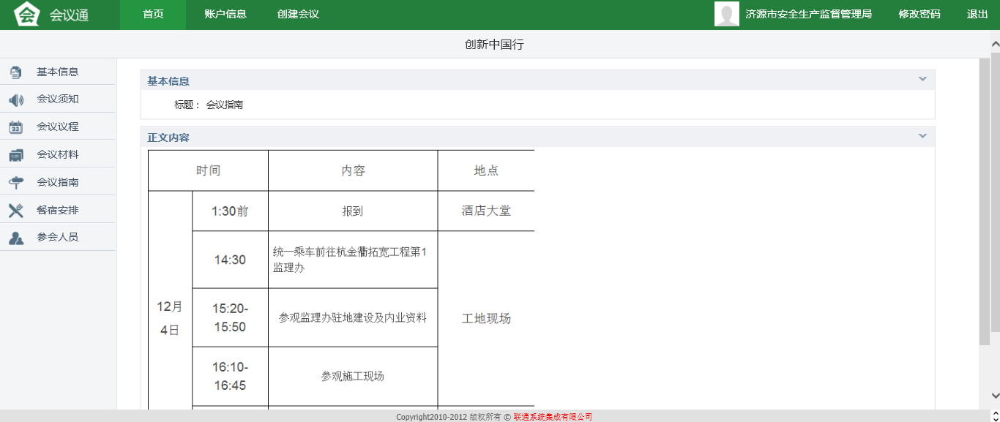 会议通
首页
账户信息
创建会议
济源市安全生产监督管理局
修改密码
退出
创新中国行
基本信息
会议须知
会议议程
23
会议材料
会议指南
餐宿安排
参会人员
基本信息
标题： 会议指南
正文内容
时间 内容 地点
12月
4日
1:30前 报到 酒店大堂
14:30
统一乘车前往杭金衢拓宽工程第1
监理办
15:20-
15:50
参观监理办驻地建设及内业资料
工地现场
16:10-
16:45
参观施工现场
Copyright2010-2012 版权所有 © 联通系统集成有限公司